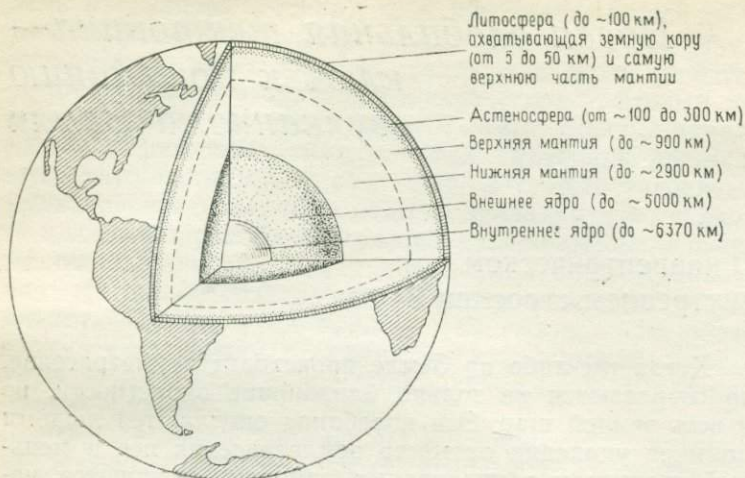 Литосфера (до ~100 км),
охватывающая земную кору
(от 5 до 50 км) и самую
верхнюю часть мантии
Астеносфера (от ~100 до 300 км)
Верхняя мантия (до ~900 км)
Нижняя мантия (до ~2900 км)
Внешнее ядро (до ~5000 км)
Внутреннее ядро (до ~6370 км)